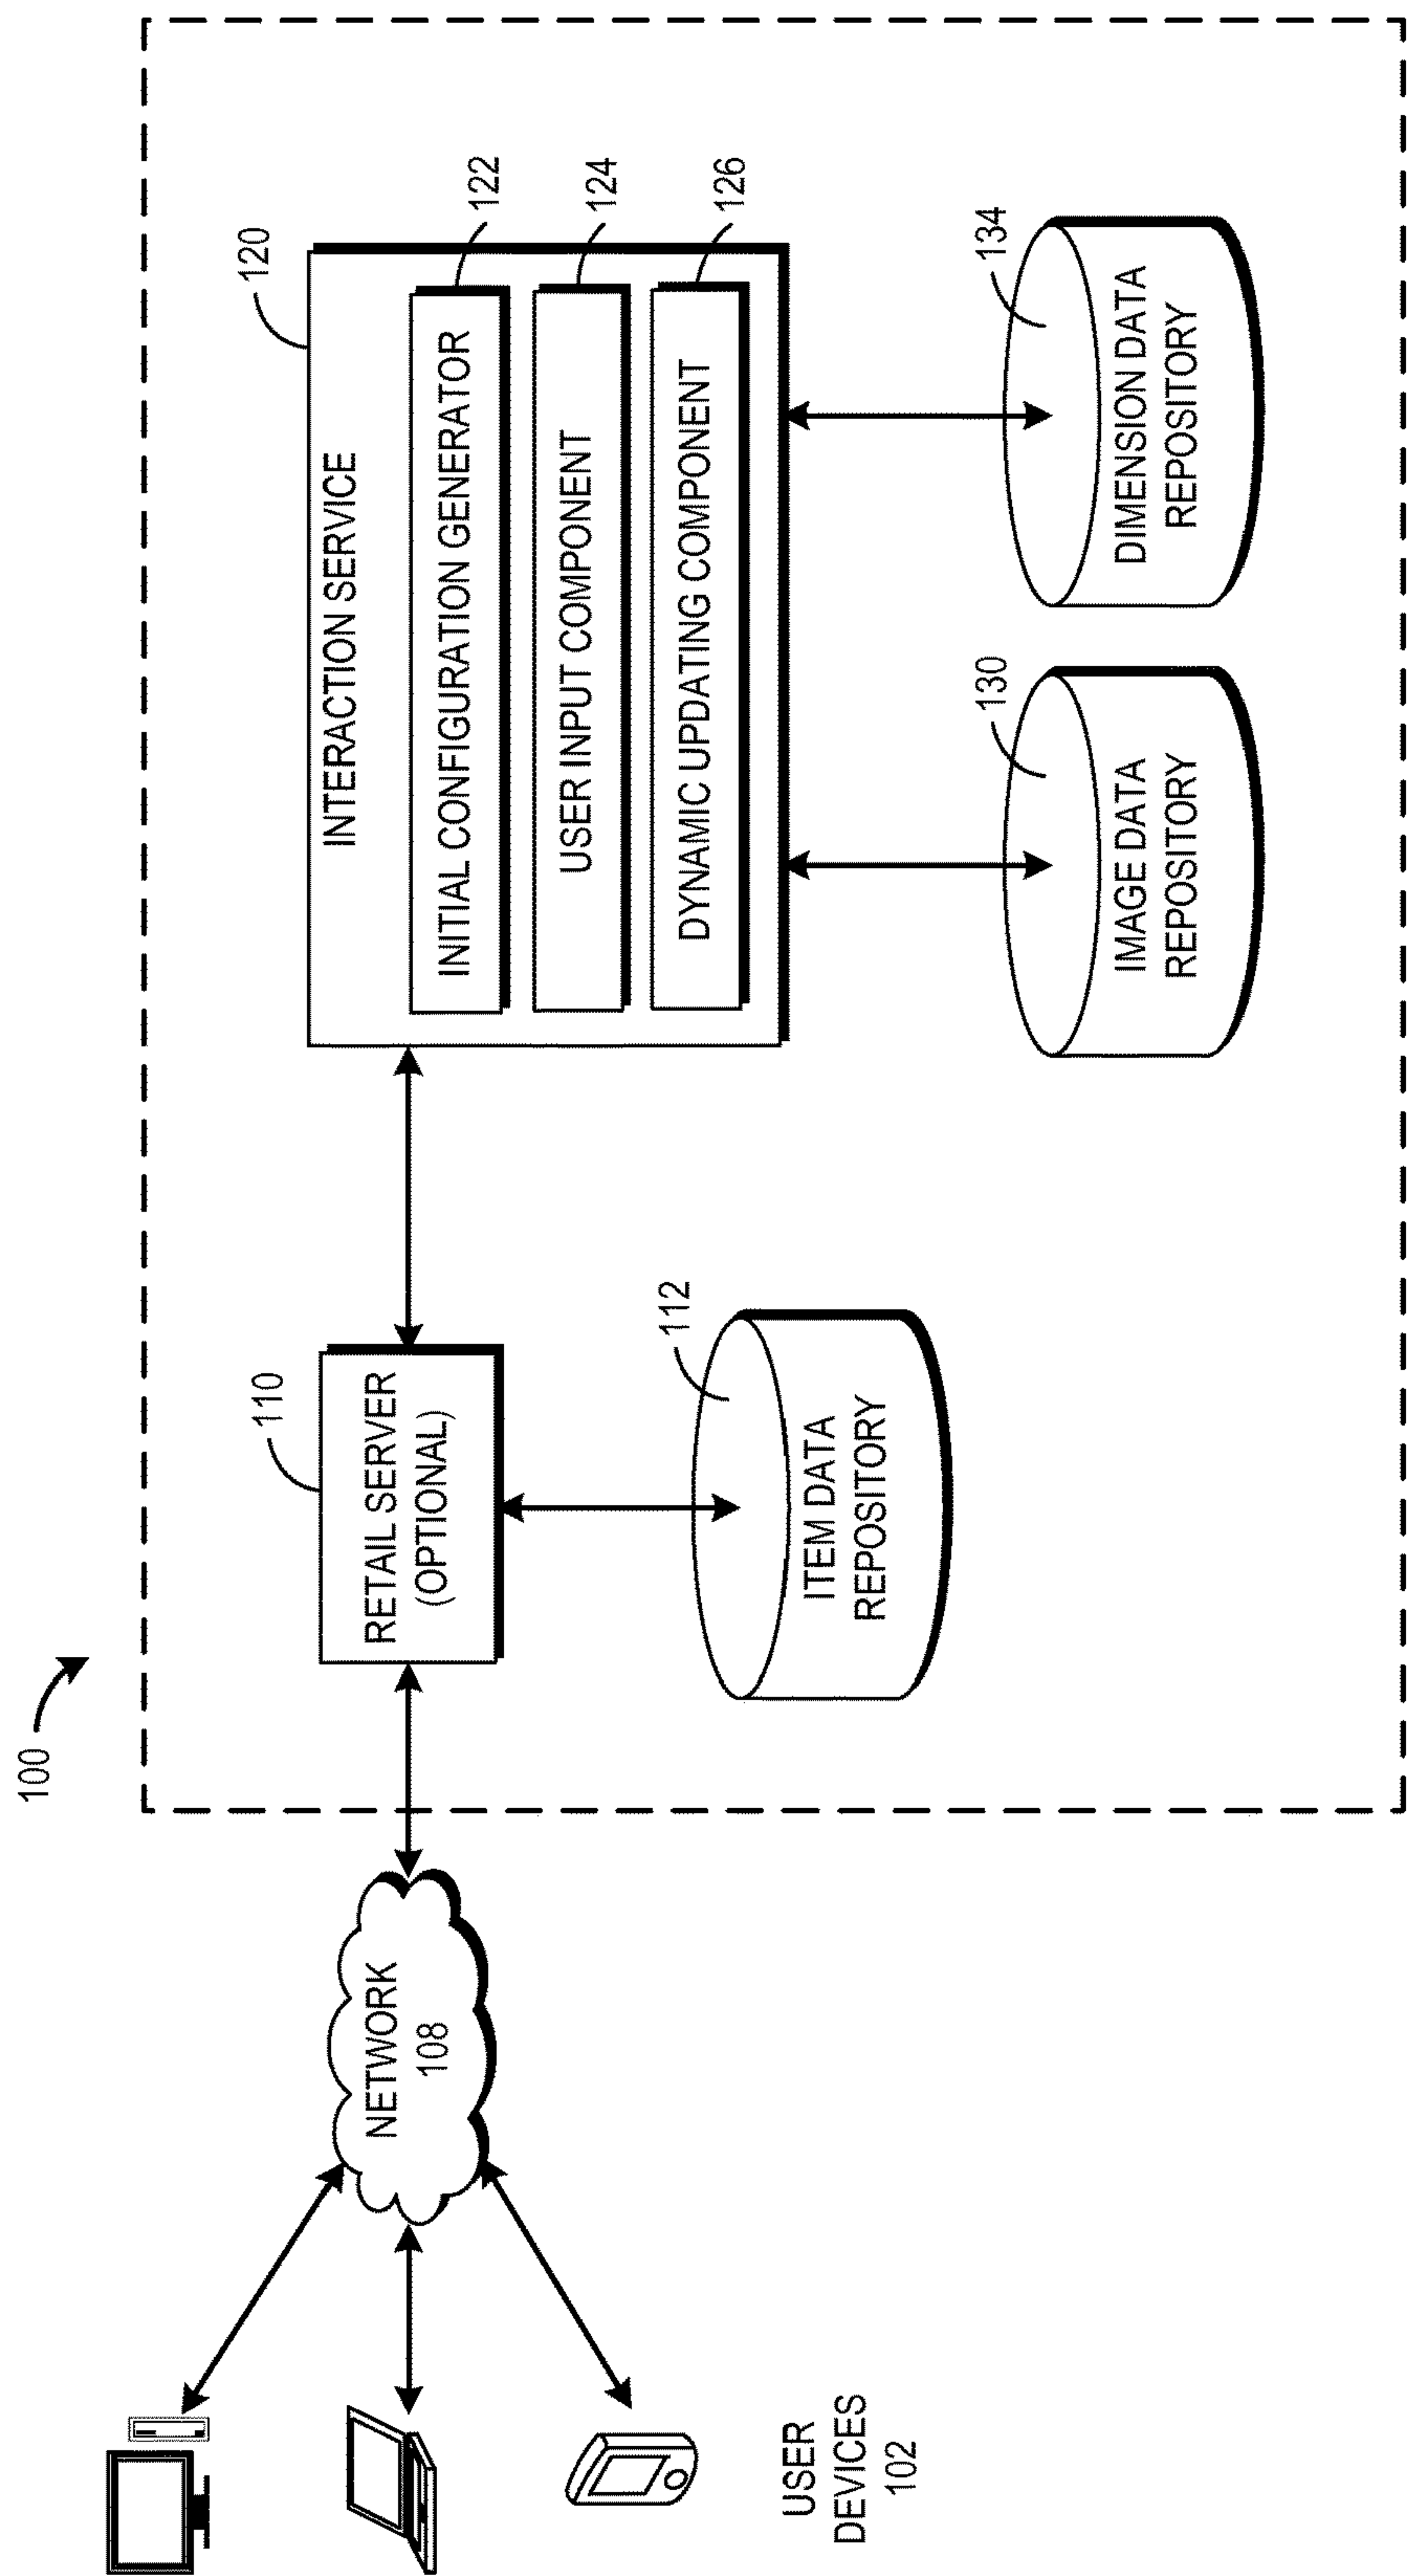 100
USER
DEVICES
102
NETWORK
108
110
RETAIL SERVER
(OPTIONAL)
112
ITEM DATA
REPOSITORY
120
INTERACTION SERVICE
INITIAL CONFIGURATION GENERATOR
122
USER INPUT COMPONENT
124
DYNAMIC UPDATING COMPONENT
126
130
IMAGE DATA
REPOSITORY
134
DIMENSION DATA
REPOSITORY